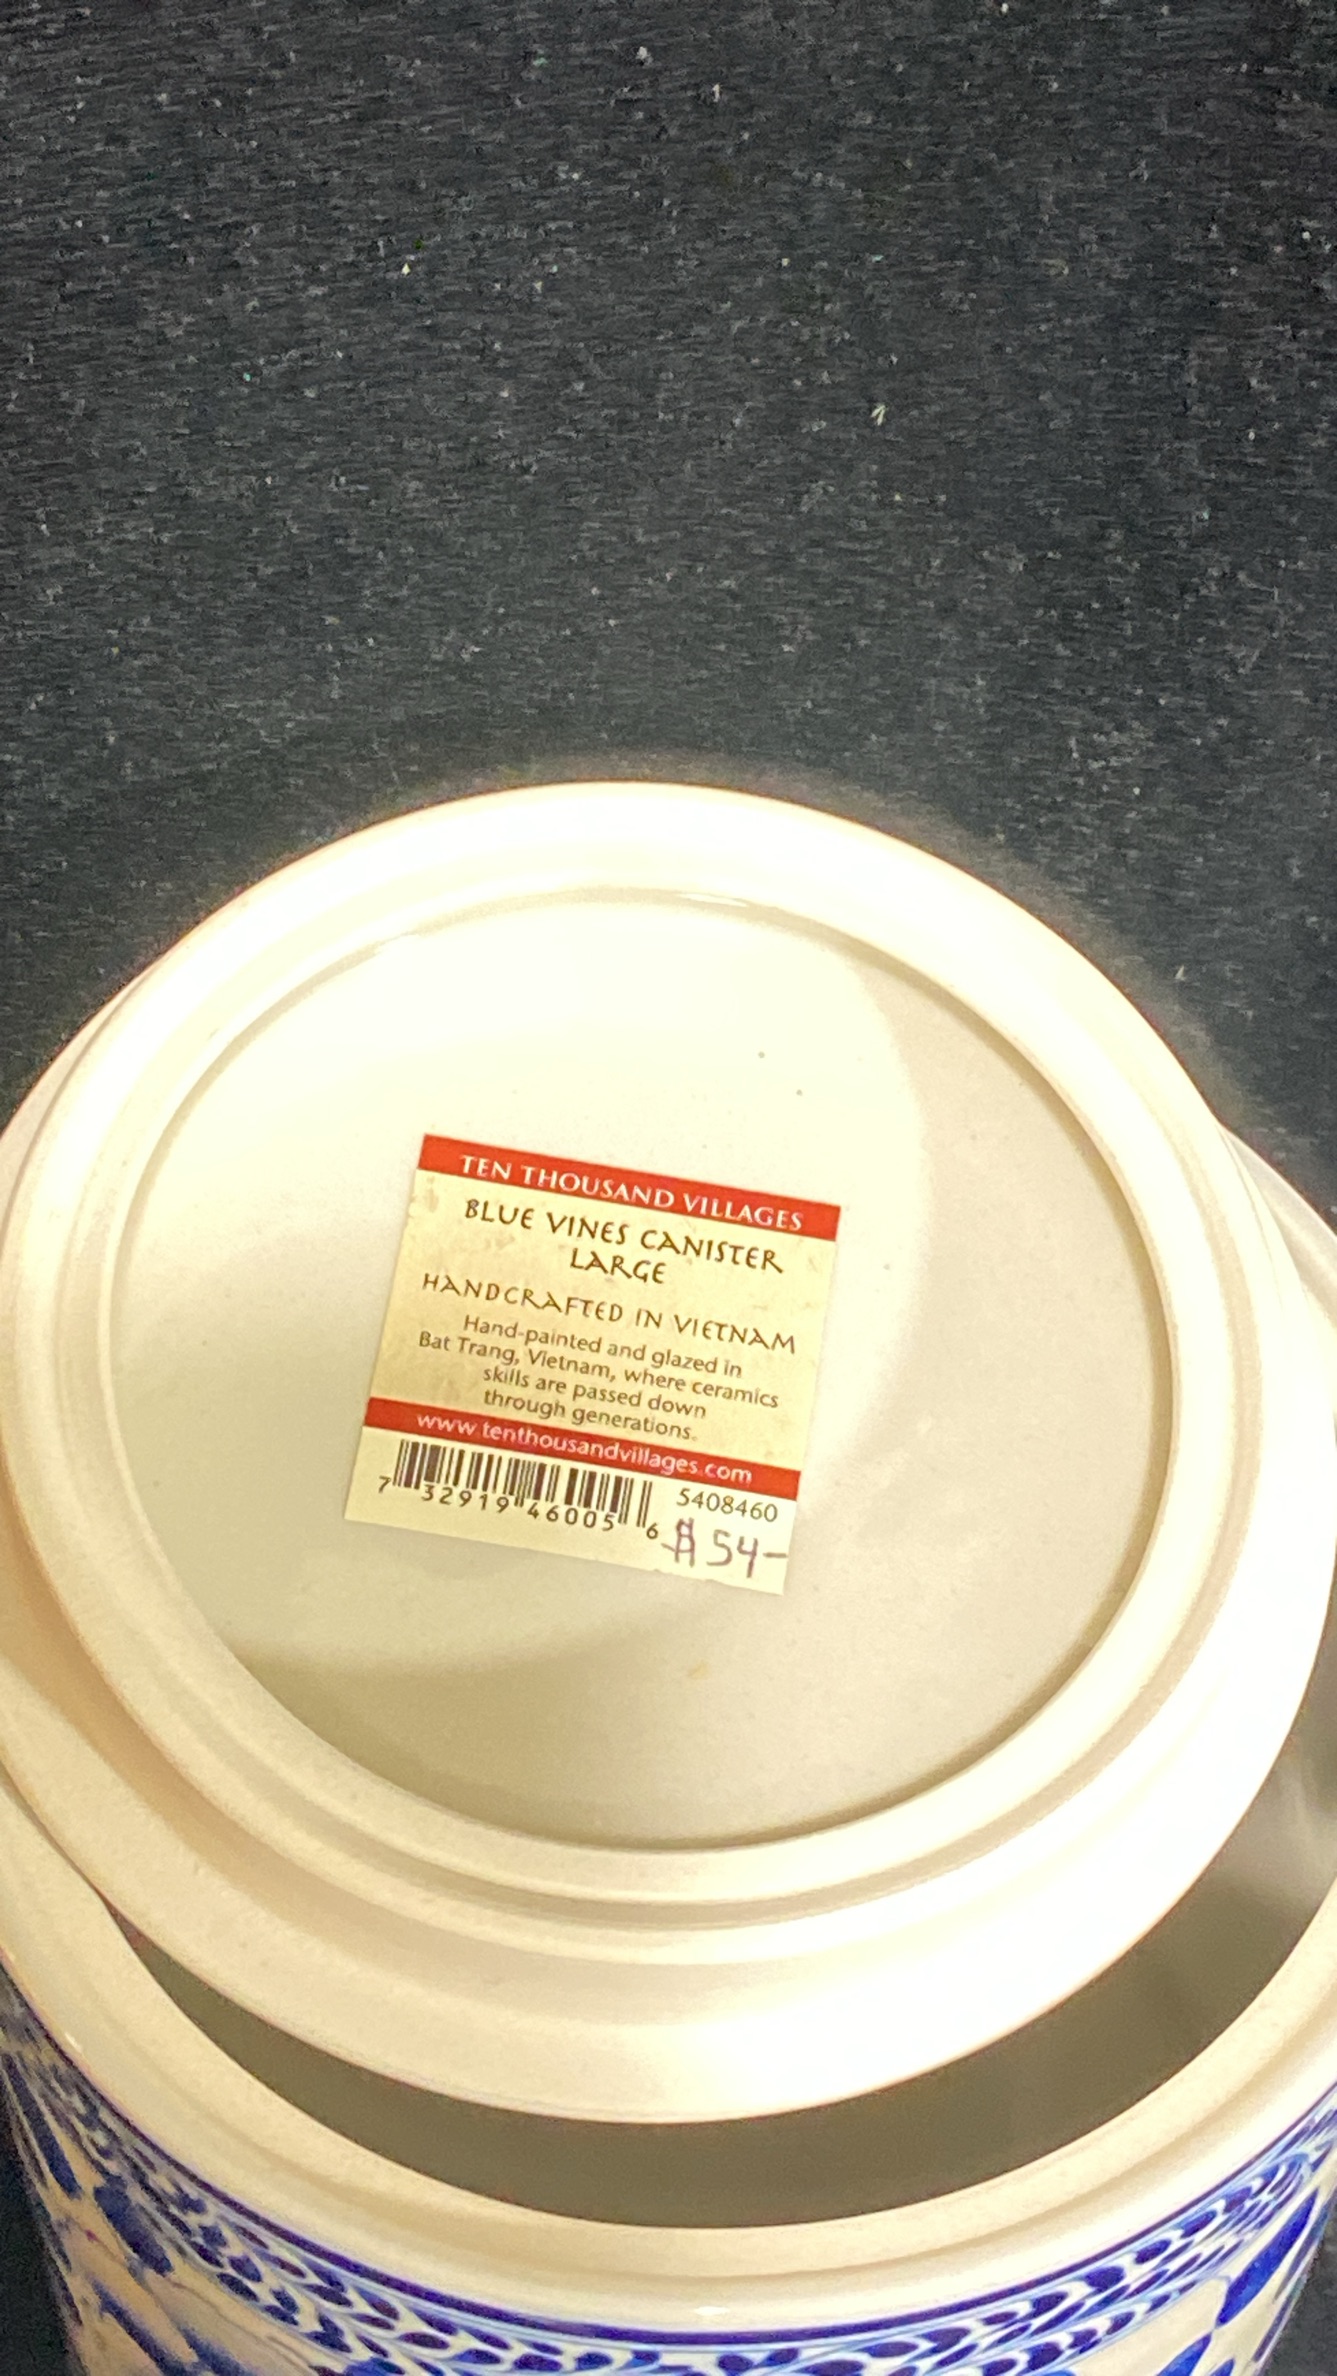 TEN THOUSAND VILLAGES
BLUE VINES CANISTER
LARGE
HANDCRAFTED IN VIETNAM
Hand-painted and glazed in
Bat Trang, Vietnam, where ceramics
skills are passed down
through generations.
www.tenthousandvillages.com
5408460
7 32919 46005 6
$54-